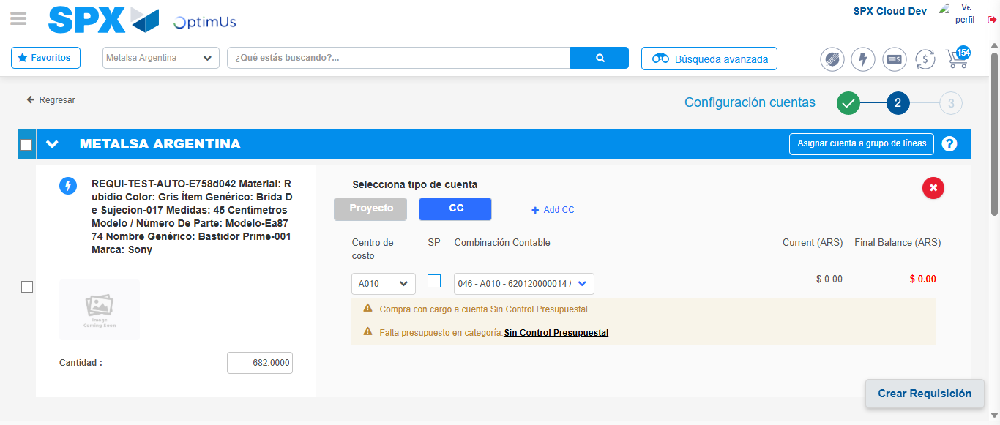 SPX
OptimUs
SPX Cloud Dev
Ve
perfil
Favoritos
Metalsa Argentina
¿Qué estás buscando?...
Búsqueda avanzada
154
Regresar
Configuración cuentas
2
3
METALSA ARGENTINA
Asignar cuenta a grupo de líneas
?
REQUI-TEST-AUTO-E758d042 Material: R
ubidio Color: Gris Ítem Genérico: Brida D
e Sujecion-017 Medidas: 45 Centímetros
Modelo / Número De Parte: Modelo-Ea87
74 Nombre Genérico: Bastidor Prime-001
Marca: Sony
Image
Coming Soon
Cantidad :
682.0000
Selecciona tipo de cuenta
Proyecto
CC
+ Add CC
Centro de
costo
SP
Combinación Contable
Current (ARS)
Final Balance (ARS)
A010
046 - A010 - 620120000014 /
$ 0.00
$ 0.00
Compra con cargo a cuenta Sin Control Presupuestal
Falta presupuesto en categoría:Sin Control Presupuestal
Crear Requisición